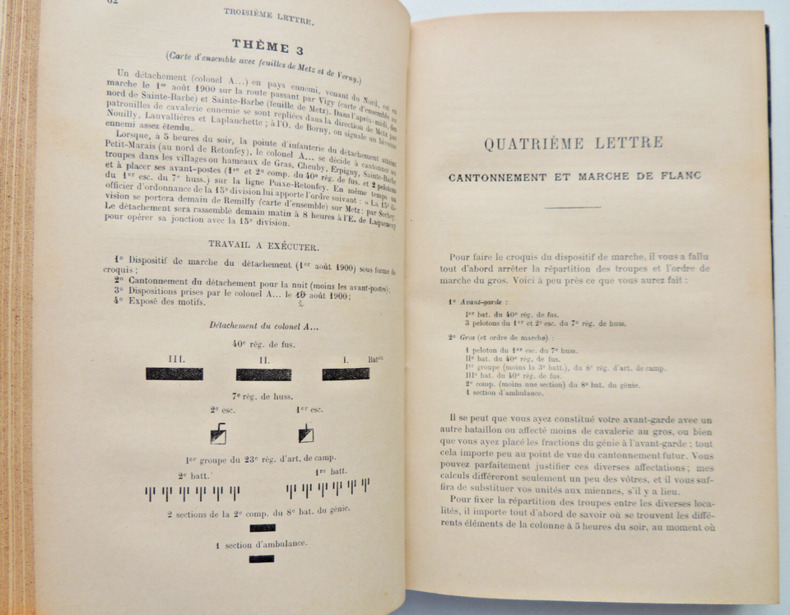 62
TROISIÈME LETTRE.
THÈME 3
(Carte d'ensemble avec feuilles de Metz et de Verny.)
Un détachement (colonel A...) en pays ennemi, venant du Nord, est en
marche le 1er août 1900 sur la route passant par Vigy (carte d'ensemble au
nord de Sainte-Barbe) et Sainte-Barbe (feuille de Metz). Dans l'après-midi, des
patrouilles de cavalerie ennemie se sont repliées dans la direction de Metz par
Nouilly, Lauvallières et Laplanchette ; à l'O. de Borny, on signale un bivouac
ennemi assez étendu.
Lorsque, à 5 heures du soir, la pointe d'infanterie du détachement atteint
Petit-Marais (au nord de Retonfey), le colonel A... se décide à cantonner ses
troupes dans les villages ou hameaux de Gras, Cheuby, Erpigny, Sainte-Barbe
et à placer ses avant-postes (1re et 2e comp. du 40e rég. de fus. et 2 pelotons
du 1er esc. du 7e huss.) sur la ligne Poixe-Retonfey. En même temps un
officier d'ordonnance de la 15e division lui apporte l'ordre suivant : « La 15e di-
vision se portera demain de Remilly (carte d'ensemble) sur Metz par
Le détachement sera rassemblé demain matin à 8 heures à l'E. de Laquenexy
pour opérer sa jonction avec la 15e division.
TRAVAIL A EXÉCUTER.
1o Dispositif de marche du détachement (1er août 1900) sous forme de
croquis ;
2o Cantonnement du détachement pour la nuit (moins les avant-postes) ;
3o Dispositions prises par le colonel A... le août 1900 ;
4o Exposé des motifs.
Détachement du colonel A...
40e rég. de fus.
III. II. I. Baton
7e rég. de huss.
2e esc. 1er esc.
1er groupe du 23e rég. d'art. de camp.
2e batt. 1re batt.
2 sections de la 2e comp. du 8e bat. du génie.
1 section d'ambulance.
QUATRIÈME LETTRE
CANTONNEMENT ET MARCHE DE FLANC
Pour faire le croquis du dispositif de marche, il vous a fallu
tout d'abord arrêter la répartition des troupes et l'ordre de
marche du gros. Voici à peu près ce que vous aurez fait :
1o Avant-garde :
1er bat. du 40e rég. de fus.
3 pelotons du 1er et 2e esc. du 7e rég. de huss.
2o Gros (et ordre de marche) :
1 peloton du 1er esc. du 7e huss.
IIe bat. du 40e rég. de fus.
1er groupe (moins la 3e batt.), du 8e rég. d'art. de camp.
IIIe bat. du 40e rég. de fus.
2e comp. (moins une section) du 8e bat. du génie.
1 section d'ambulance.
Il se peut que vous ayez constitué votre avant-garde avec un
autre bataillon ou affecté moins de cavalerie au gros, ou bien
que vous ayez placé les fractions du génie à l'avant-garde ; tout
cela importe peu au point de vue du cantonnement futur. Vous
pouvez parfaitement justifier ces diverses affectations ; mes
calculs différeront seulement un peu des vôtres, et il vous suf-
fira de substituer vos unités aux miennes, s'il y a lieu.
Pour fixer la répartition des troupes entre les diverses loca-
lités, il importe tout d'abord de savoir où se trouvent les diffé-
rents éléments de la colonne à 5 heures du soir, au moment où